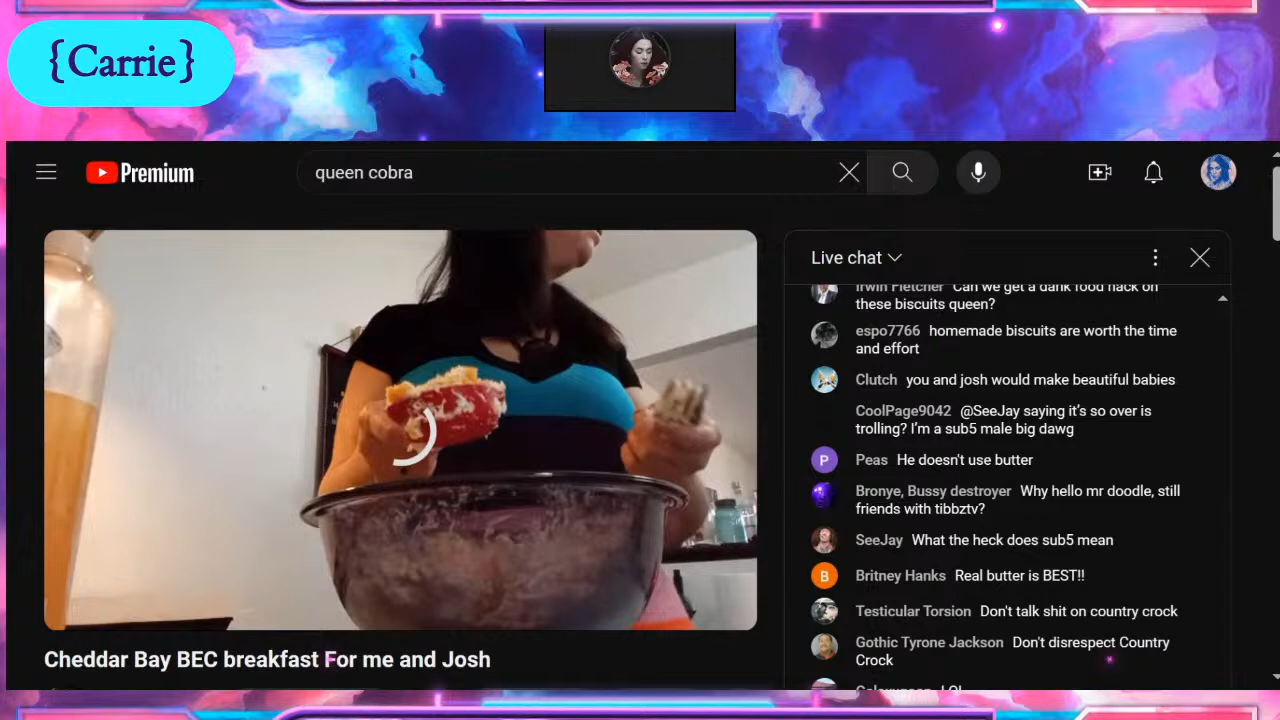 {Carrie}
Premium
queen cobra
Live chat
Irwin Fletcher Can we get a dank food hack on
these biscuits queen?
espo7766 homemade biscuits are worth the time
and effort
Clutch you and josh would make beautiful babies
CoolPage9042 @SeeJay saying it's so over is
trolling? I'm a sub5 male big dawg
P Peas He doesn't use butter
Bronye, Bussy destroyer Why hello mr doodle, still
friends with tibbztv?
SeeJay What the heck does sub5 mean
B Britney Hanks Real butter is BEST!!
Testicular Torsion Don't talk shit on country crock
Gothic Tyrone Jackson Don't disrespect Country
Crock
Cheddar Bay BEC breakfast For me and Josh